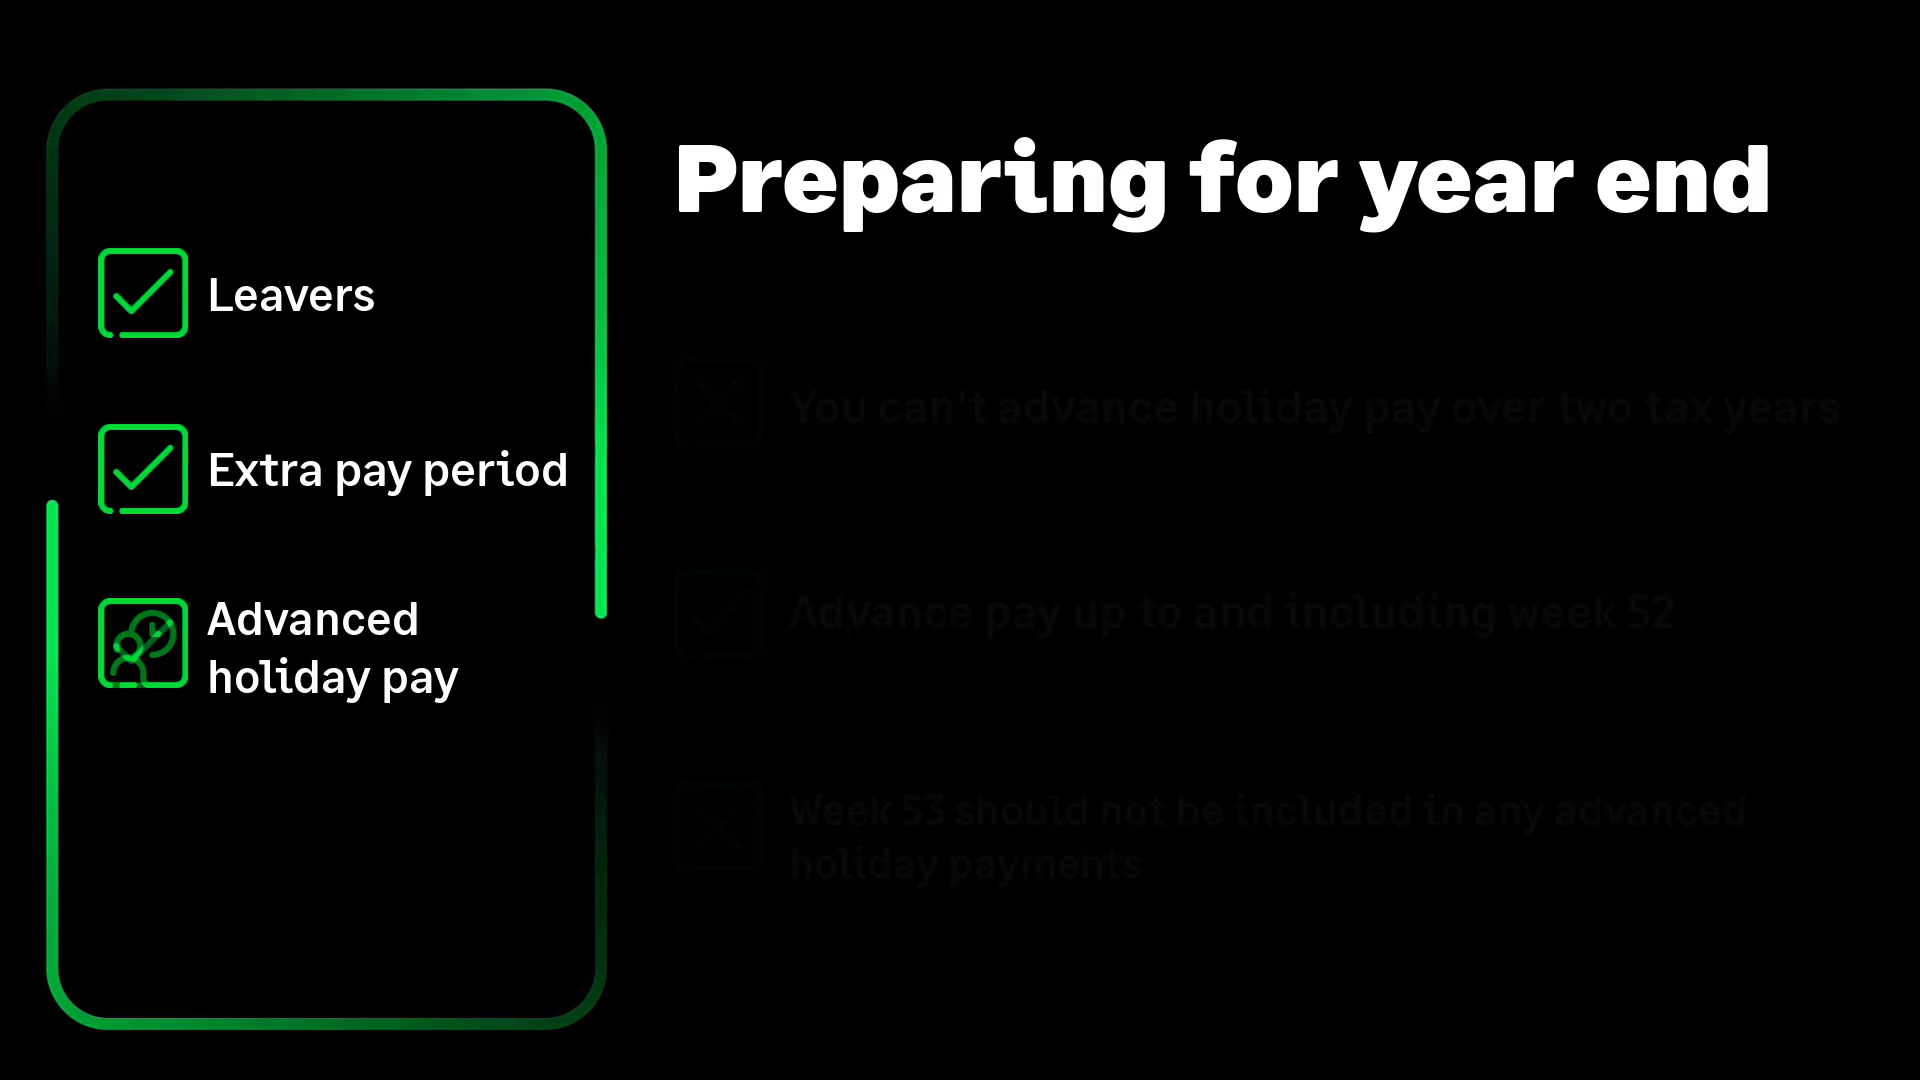 Preparing for year end
Leavers
Extra pay period
Advanced
holiday pay
You can't advance holiday pay over two tax years
Advance pay up to and including week 52
Week 53 should not be included in any advanced
holiday payments